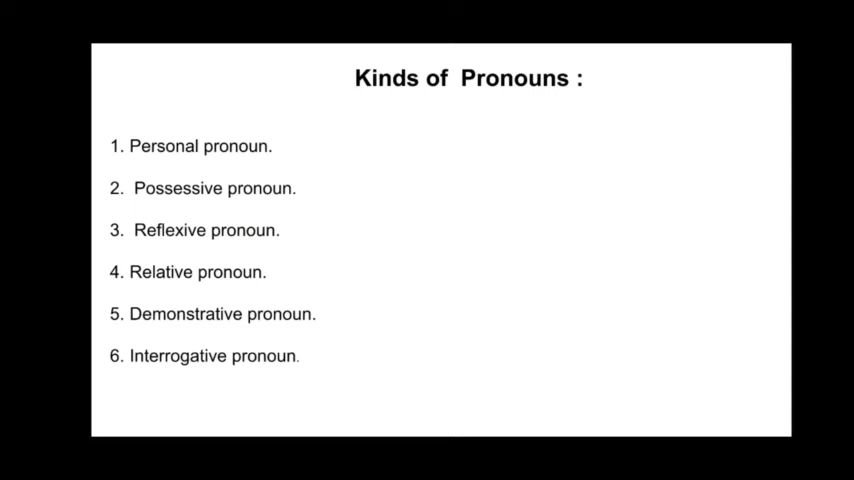 Kinds of  Pronouns :
1. Personal pronoun.
2.  Possessive pronoun.
3.  Reflexive pronoun.
4. Relative pronoun.
5. Demonstrative pronoun.
6. Interrogative pronoun.